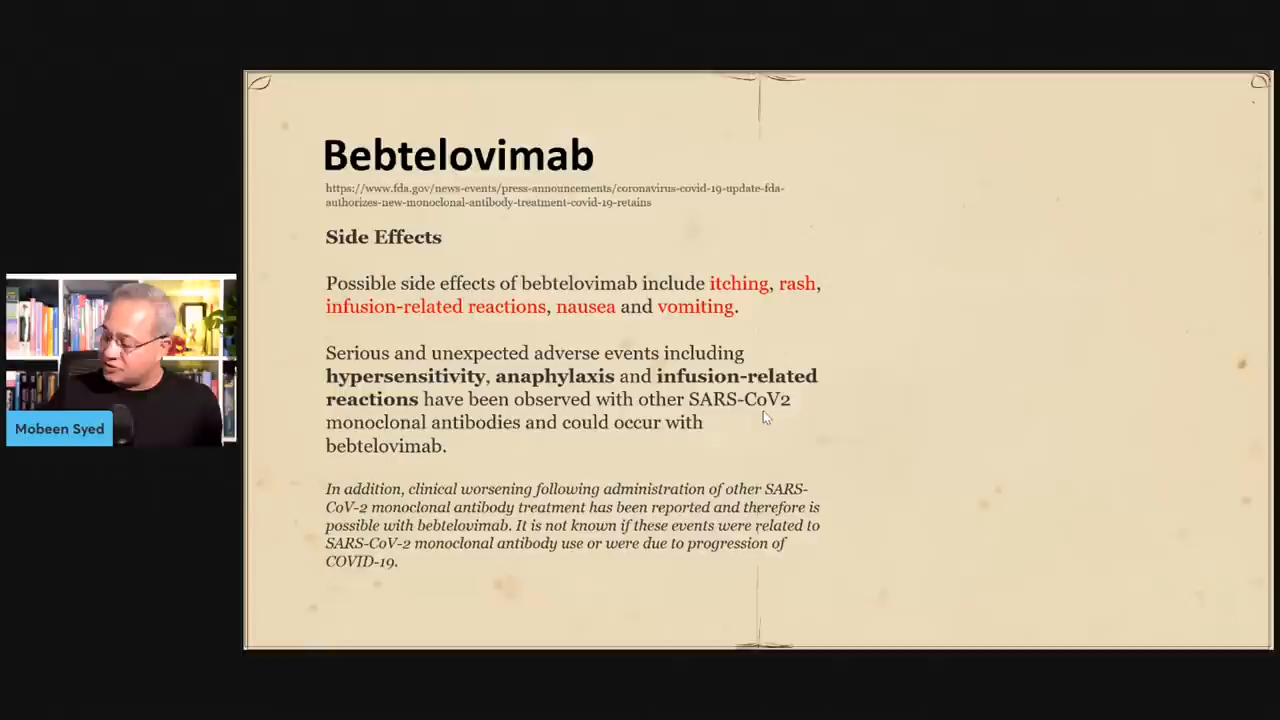 Bebtelovimab
https://www.fda.gov/news-events/press-announcements/coronavirus-covid-19-update-fda-
authorizes-new-monoclonal-antibody-treatment-covid-19-retains
Side Effects
Possible side effects of bebtelovimab include itching, rash,
infusion-related reactions, nausea and vomiting.
Serious and unexpected adverse events including
hypersensitivity, anaphylaxis and infusion-related
reactions have been observed with other SARS-CoV2
monoclonal antibodies and could occur with
bebtelovimab.
In addition, clinical worsening following administration of other SARS-
CoV-2 monoclonal antibody treatment has been reported and therefore is
possible with bebtelovimab. It is not known if these events were related to
SARS-CoV-2 monoclonal antibody use or were due to progression of
COVID-19.
Mobeen Syed